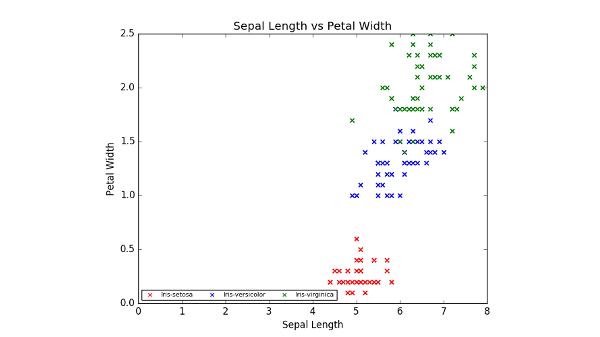 Sepal Length vs Petal Width
2.5
2.0
1.5
1.0
0.5
0.0
Petal Width
Iris-setosa Iris-versicolor Iris-virginica
0 1 2 3 4 5 6 7 8
Sepal Length